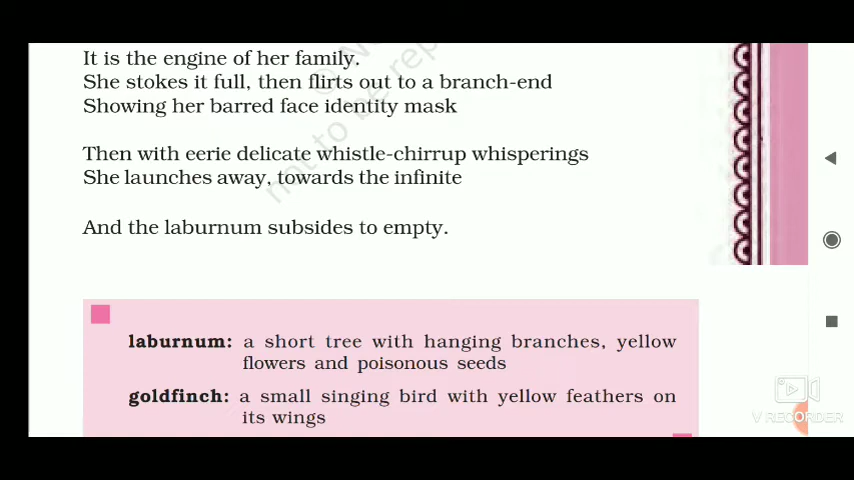 It is the engine of her family.
She stokes it full, then flirts out to a branch-end
Showing her barred face identity mask
Then with eerie delicate whistle-chirrup whisperings
She launches away, towards the infinite
And the laburnum subsides to empty.
laburnum: a short tree with hanging branches, yellow
flowers and poisonous seeds
goldfinch: a small singing bird with yellow feathers on
its wings
V RECORDER